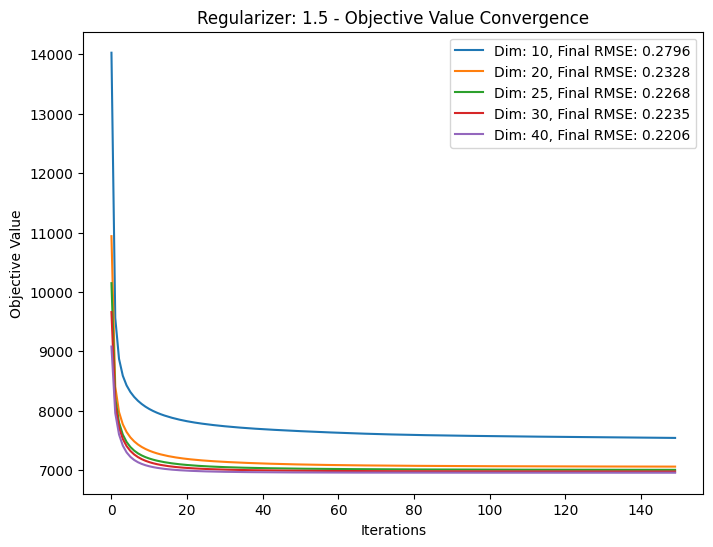 Regularizer: 1.5 - Objective Value Convergence
Dim: 10, Final RMSE: 0.2796
Dim: 20, Final RMSE: 0.2328
Dim: 25, Final RMSE: 0.2268
Dim: 30, Final RMSE: 0.2235
Dim: 40, Final RMSE: 0.2206
Objective Value
14000
13000
12000
11000
10000
9000
8000
7000
0 20 40 60 80 100 120 140
Iterations